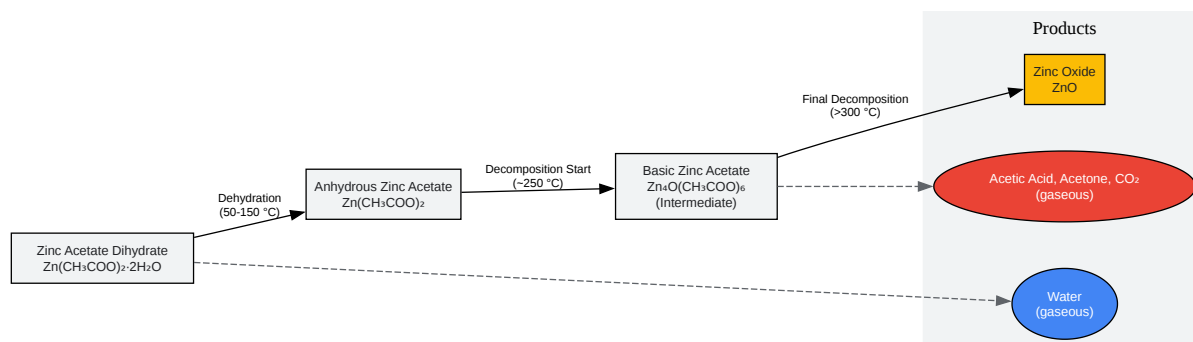 Products
Zinc Oxide
ZnO
Final Decomposition
(>300 °C)
Decomposition Start
(~250 °C)
Basic Zinc Acetate
Zn₄O(CH₃COO)₆
(Intermediate)
Acetic Acid, Acetone, CO₂
(gaseous)
Dehydration
(50-150 °C)
Anhydrous Zinc Acetate
Zn(CH₃COO)₂
Zinc Acetate Dihydrate
Zn(CH₃COO)₂·2H₂O
Water
(gaseous)